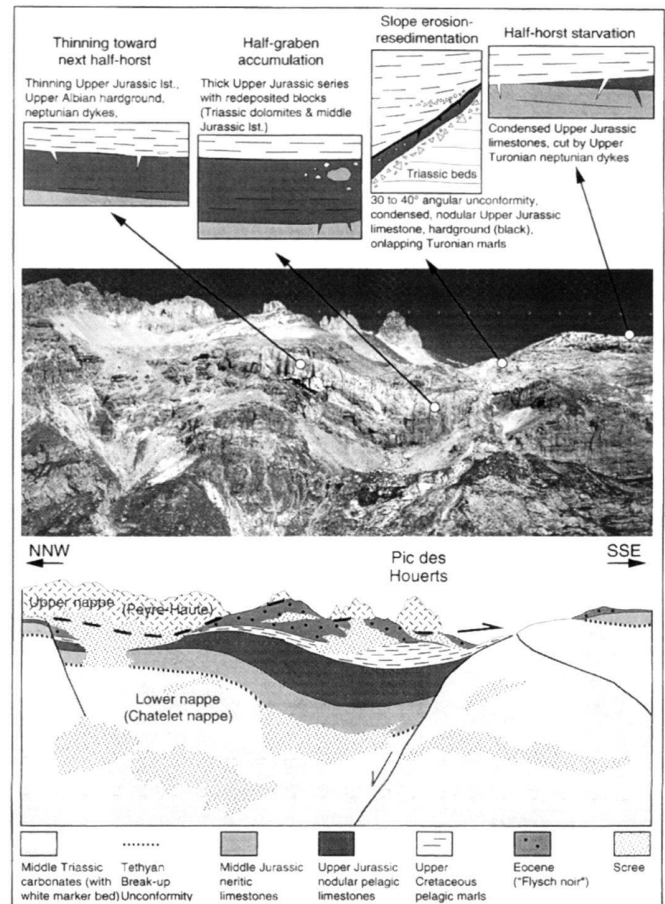 Thinning toward
next half-horst
Thinning Upper Jurassic lst.,
Upper Albian hardground,
neptunian dykes,
Half-graben
accumulation
Thick Upper Jurassic series
with redeposited blocks
(Triassic dolomites & middle
Jurassic lst.)
Slope erosion-
resedimentation
Triassic beds
30 to 40° angular unconformity,
condensed, nodular Upper Jurassic
limestone, hardground (black),
onlapping Turonian marls
Half-horst starvation
Condensed Upper Jurassic
limestones, cut by Upper
Turonian neptunian dykes
NNW
Pic des
Houerts
SSE
Upper nappe (Peyre-Haute)
Lower nappe
(Chatelet nappe)
Middle Triassic
carbonates (with
white marker bed)
Tethyan
Break-up
Unconformity
Middle Jurassic
neritic
limestones
Upper Jurassic
nodular pelagic
limestones
Upper
Cretaceous
pelagic marls
Eocene
("Flysch noir")
Scree